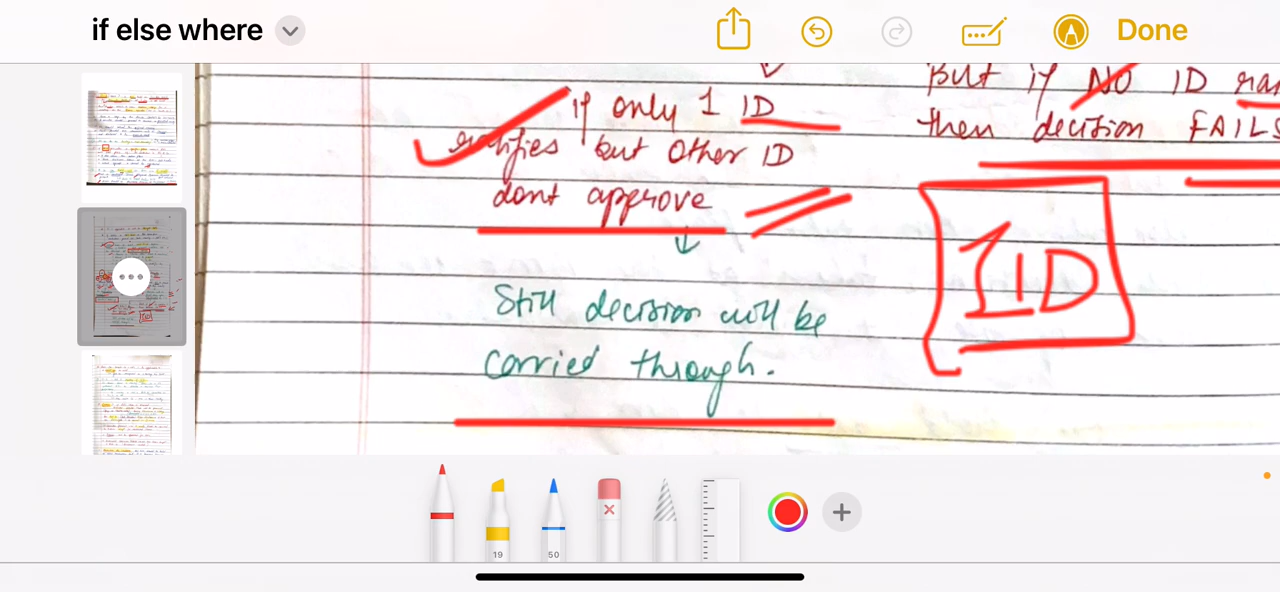 if else where
Done
if only 1 ID
ratifies but other ID
dont approve
Still decision will be
carried through.
But if NO ID
then decision FAILS
1 ID
19
50